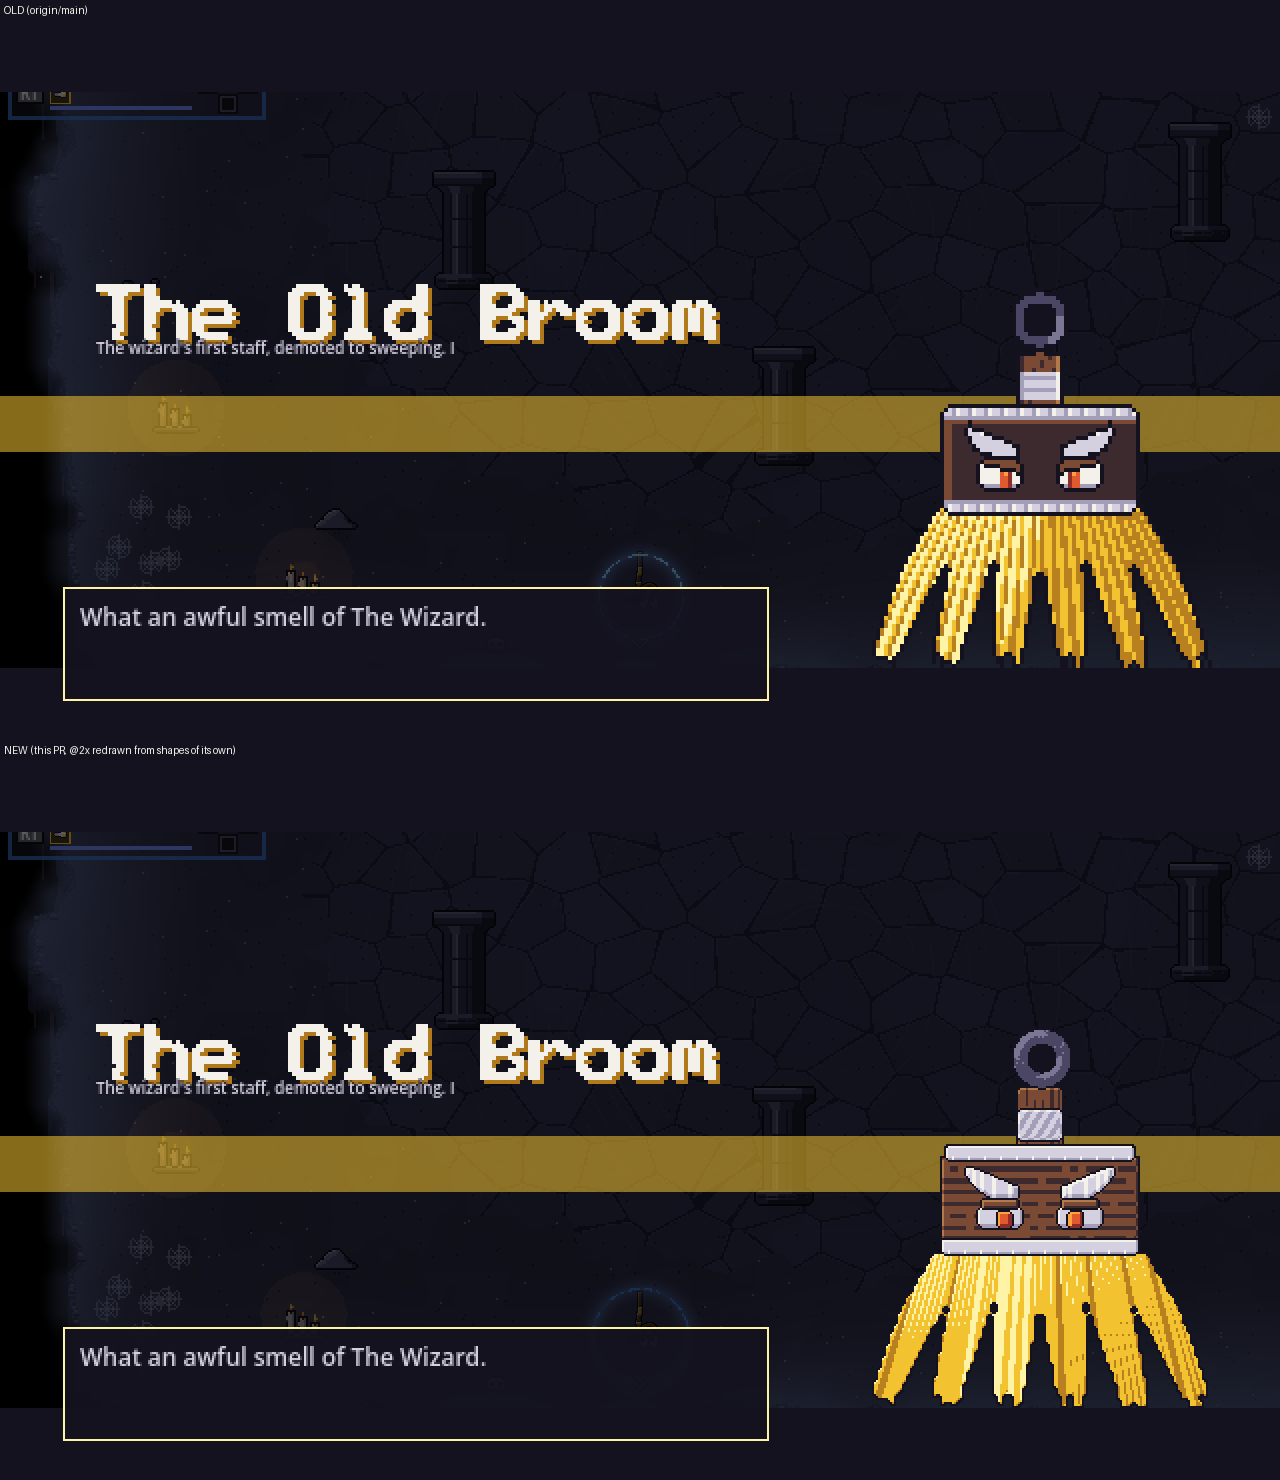 OLD (origin/main)
The Old Broom
The wizard's first staff, demoted to sweeping. I
What an awful smell of The Wizard.
NEW (this PR, @2x redrawn from shapes of its own)
The Old Broom
The wizard's first staff, demoted to sweeping. I
What an awful smell of The Wizard.